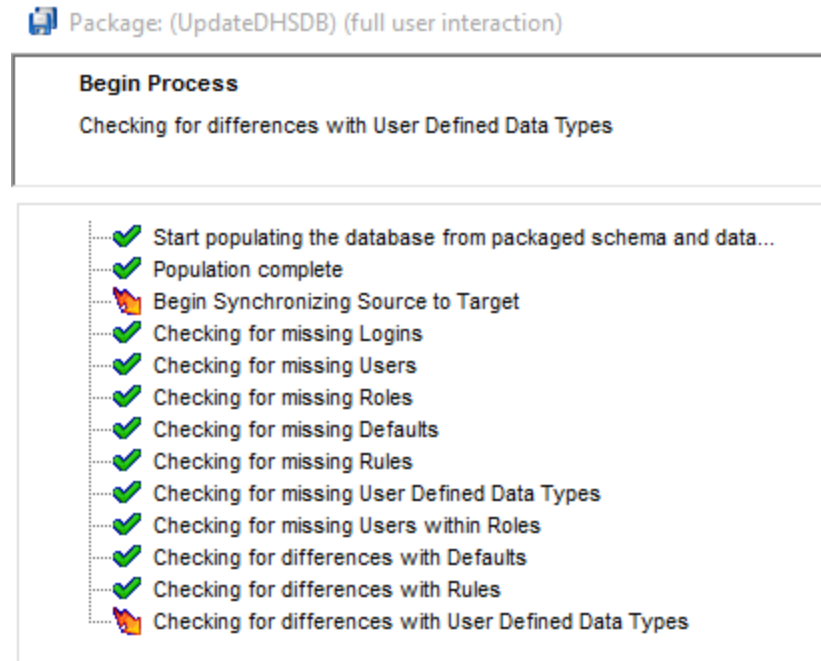 Package: (UpdateDHSDB) (full user interaction)
Begin Process
Checking for differences with User Defined Data Types
Start populating the database from packaged schema and data...
Population complete
Begin Synchronizing Source to Target
Checking for missing Logins
Checking for missing Users
Checking for missing Roles
Checking for missing Defaults
Checking for missing Rules
Checking for missing User Defined Data Types
Checking for missing Users within Roles
Checking for differences with Defaults
Checking for differences with Rules
Checking for differences with User Defined Data Types